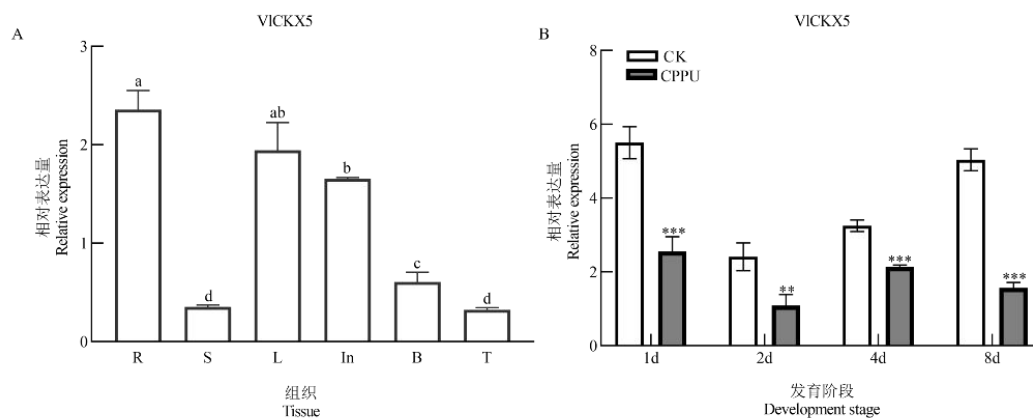 VlCKX5
A
3
2
1
0
a
d
ab
b
c
d
R
S
L
In
B
T
相对表达量
Relative expression
组织
Tissue
VlCKX5
B
8
6
4
2
0
CK
CPPU
***
**
***
***
1d
2d
4d
8d
相对表达量
Relative expression
发育阶段
Development stage